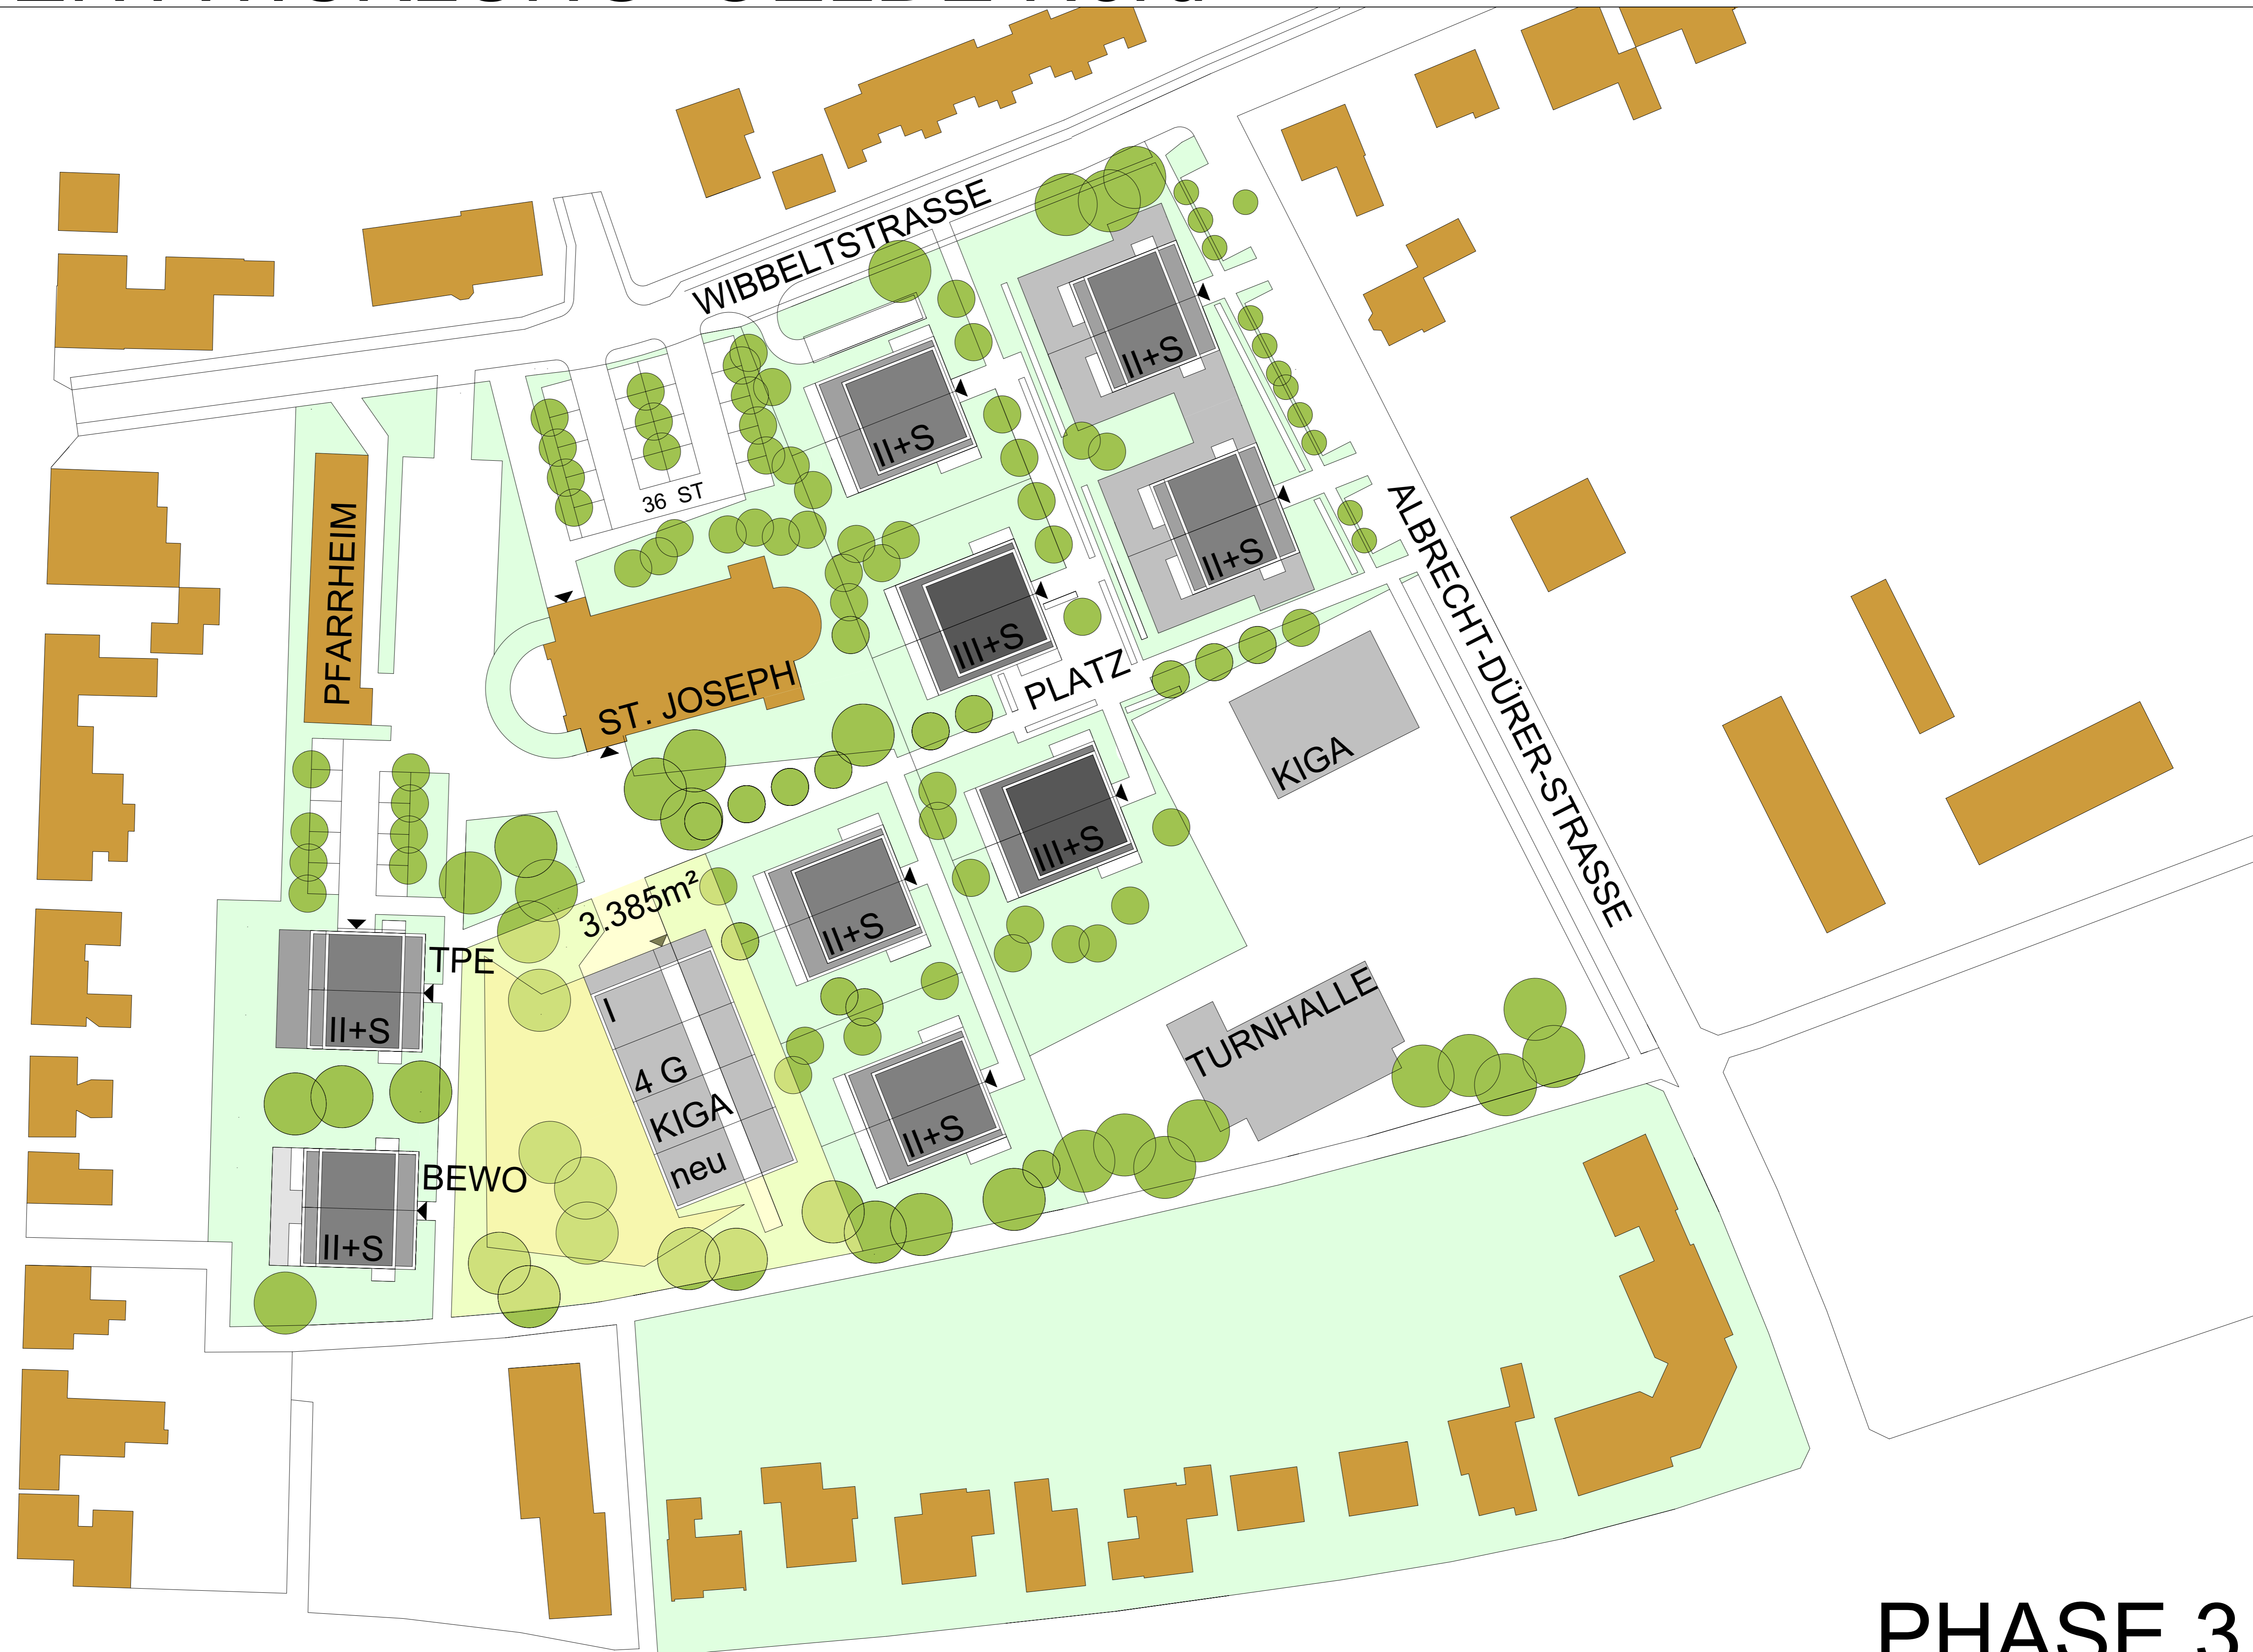 WIBBELTSTRASSE
II+S
II+S
36 ST
PFARRHEIM
II+S
ALBRECHT-DÜRER-STRASSE
III+S
ST. JOSEPH
PLATZ
KIGA
III+S
3.385m²
II+S
TPE
II+S
I
4 G
KIGA
neu
TURNHALLE
II+S
BEWO
II+S
PHASE 3